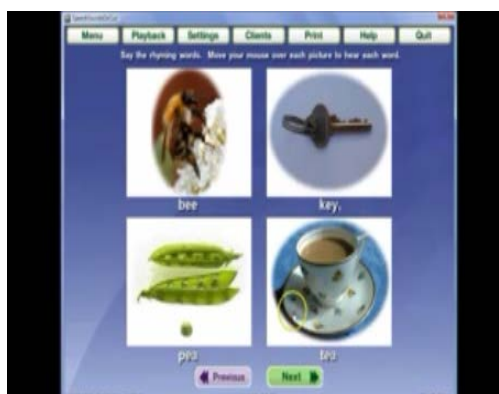 Menu Playback Settings Clients Print Help Quit
Say the rhyming words. Move your mouse over each picture to hear each word.
bee key.
pea tea
Previous Next